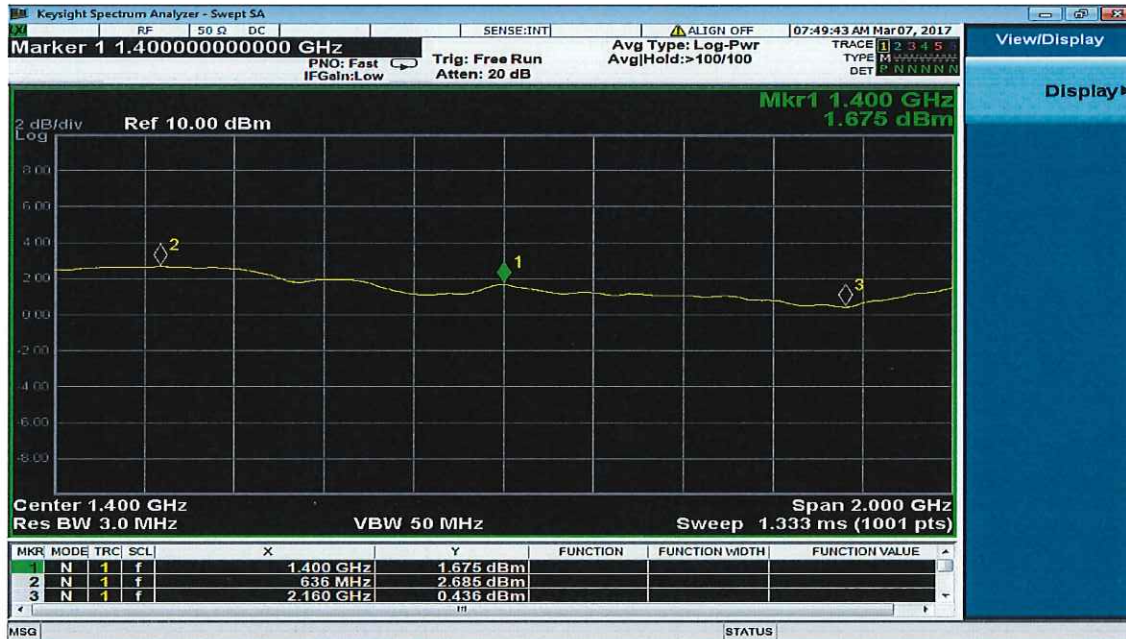 Keysight Spectrum Analyzer - Swept SA
LXI RF 50 Ω DC SENSE:INT ALIGN OFF 07:49:43 AM Mar 07, 2017
Marker 1 1.400000000000 GHz
PNO: Fast
IFGain:Low
Trig: Free Run
Atten: 20 dB
Avg Type: Log-Pwr
Avg|Hold:>100/100
TRACE 1 2 3 4 5
TYPE M
DET P N N N N N
View/Display
Display
Mkr1 1.400 GHz
1.675 dBm
2 dB/div Ref 10.00 dBm
Log
8.00
6.00
4.00
2.00
0.00
-2.00
-4.00
-6.00
-8.00
2
1
3
Center 1.400 GHz Span 2.000 GHz
Res BW 3.0 MHz VBW 50 MHz Sweep 1.333 ms (1001 pts)
MKR MODE TRC SCL X Y FUNCTION FUNCTION WIDTH FUNCTION VALUE
1 N 1 f 1.400 GHz 1.675 dBm
2 N 1 f 636 MHz 2.685 dBm
3 N 1 f 2.160 GHz 0.436 dBm
MSG STATUS